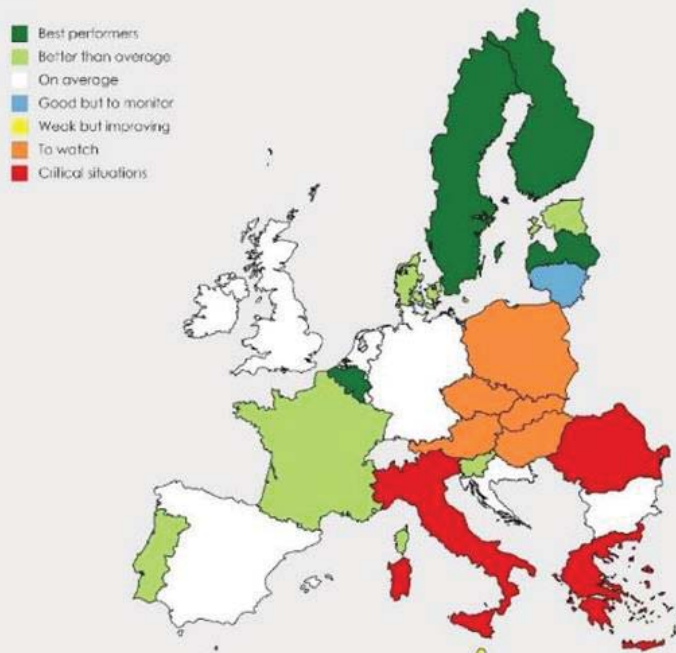 Best performers
Better than average
On average
Good but to monitor
Weak but improving
To watch
Critical situations